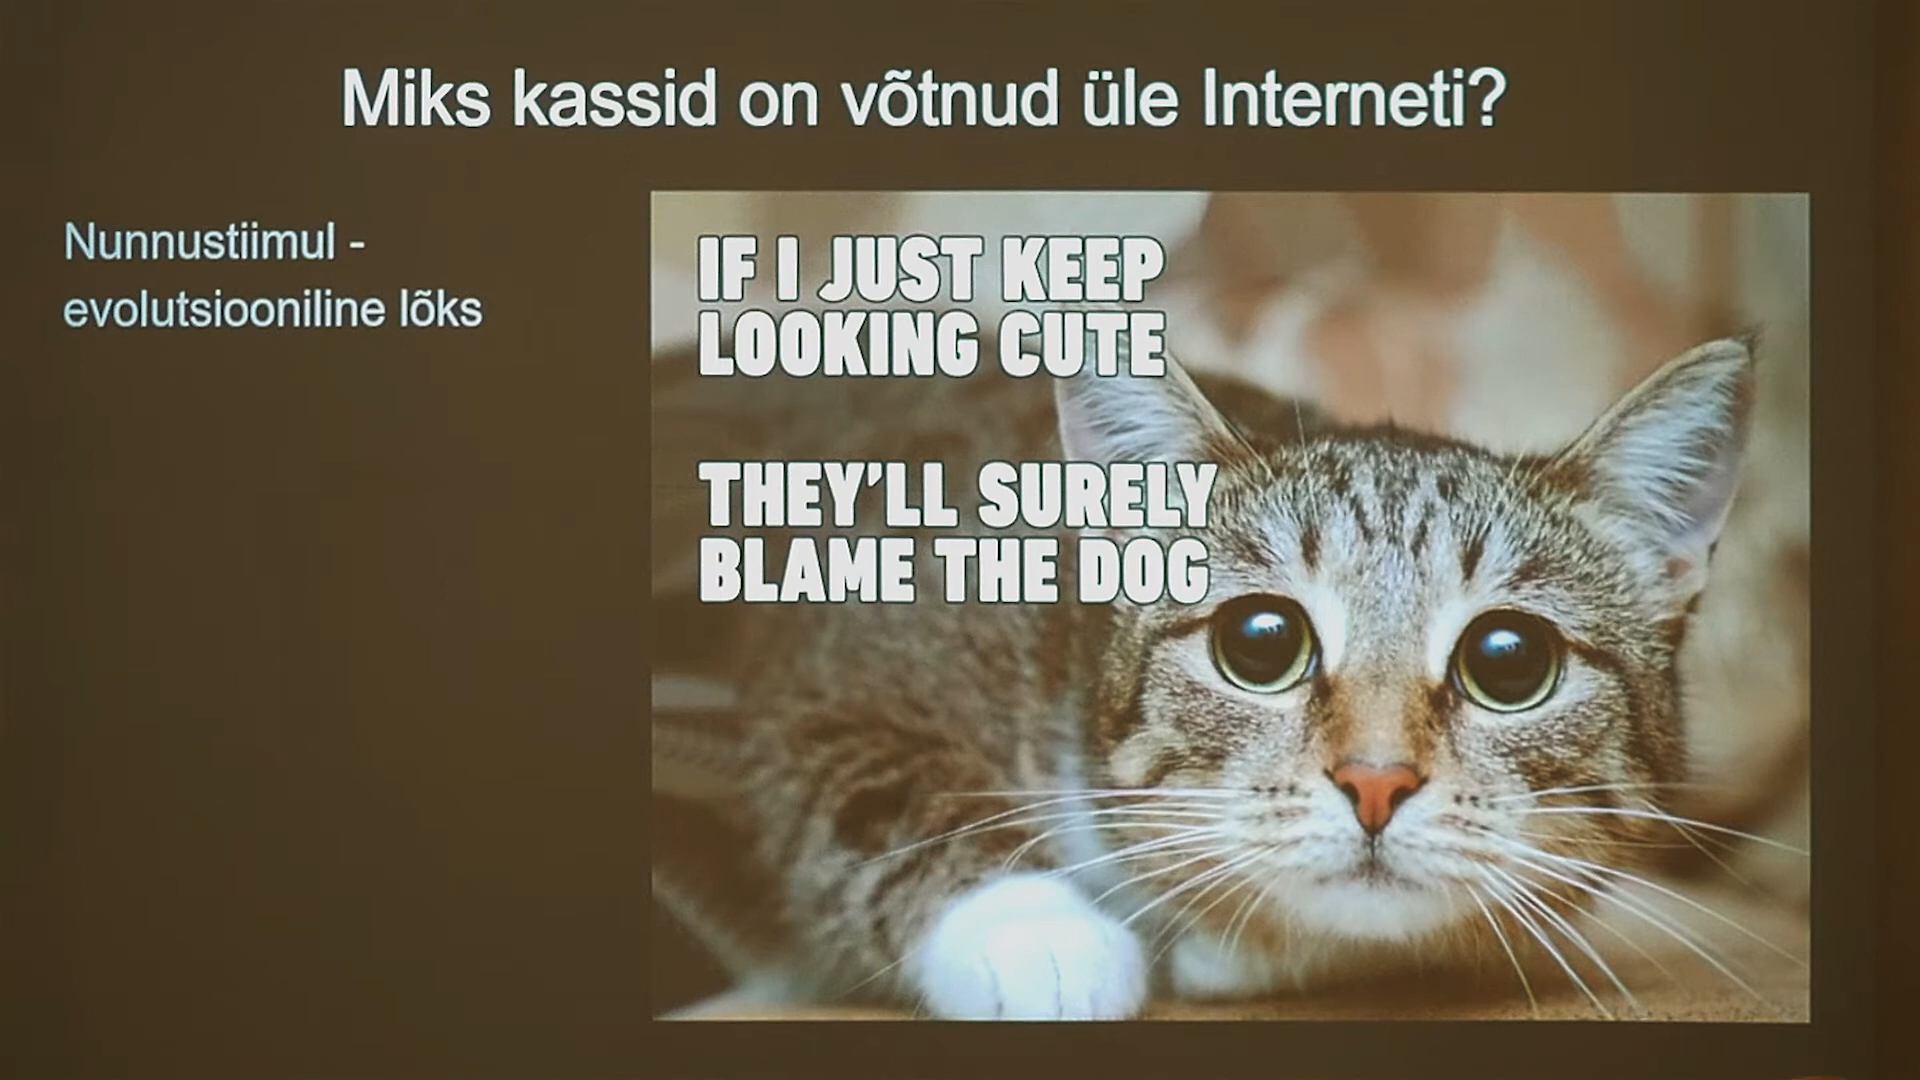 Miks kassid on võtnud üle Interneti?
Nunnustiimul -
evolutsiooniline lõks
IF I JUST KEEP
LOOKING CUTE
THEY'LL SURELY
BLAME THE DOG